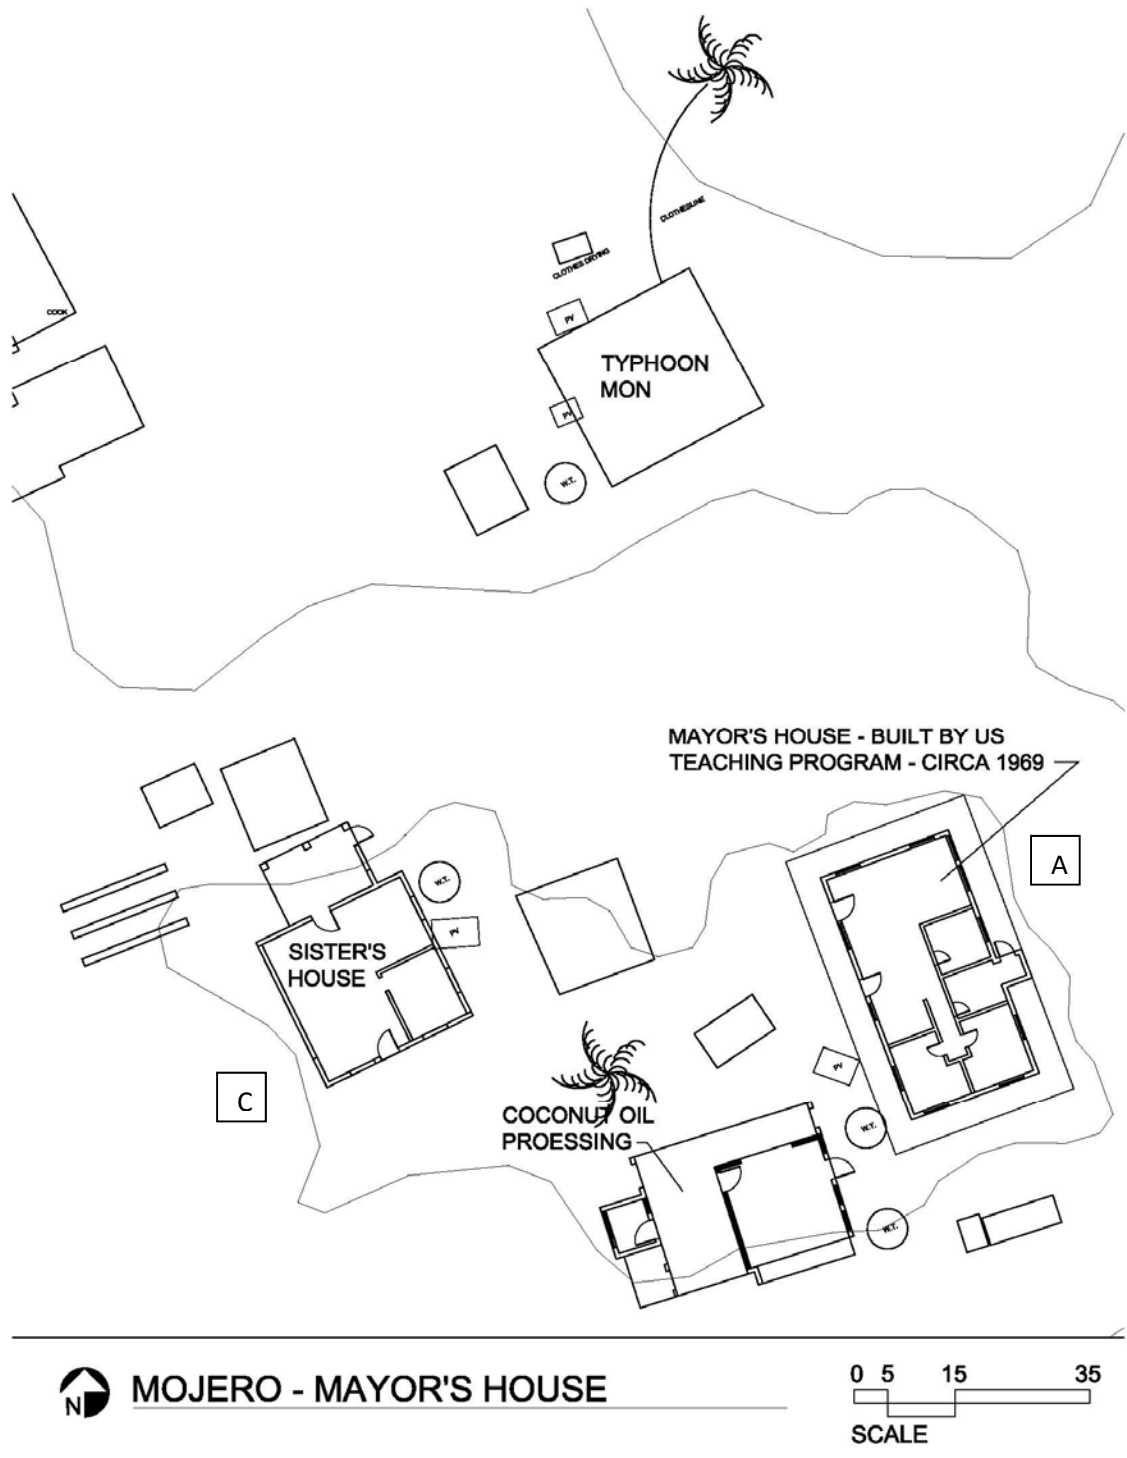 CLOTHESLINE
CLOTHES DRYING
COOK
PV
TYPHOON
MON
PV
W.T.
MAYOR'S HOUSE - BUILT BY US
TEACHING PROGRAM - CIRCA 1969
A
W.T.
PV
SISTER'S
HOUSE
PV
C
COCONUT OIL
PROESSING
W.T.
W.T.
N
MOJERO - MAYOR'S HOUSE
0 5 15 35
SCALE